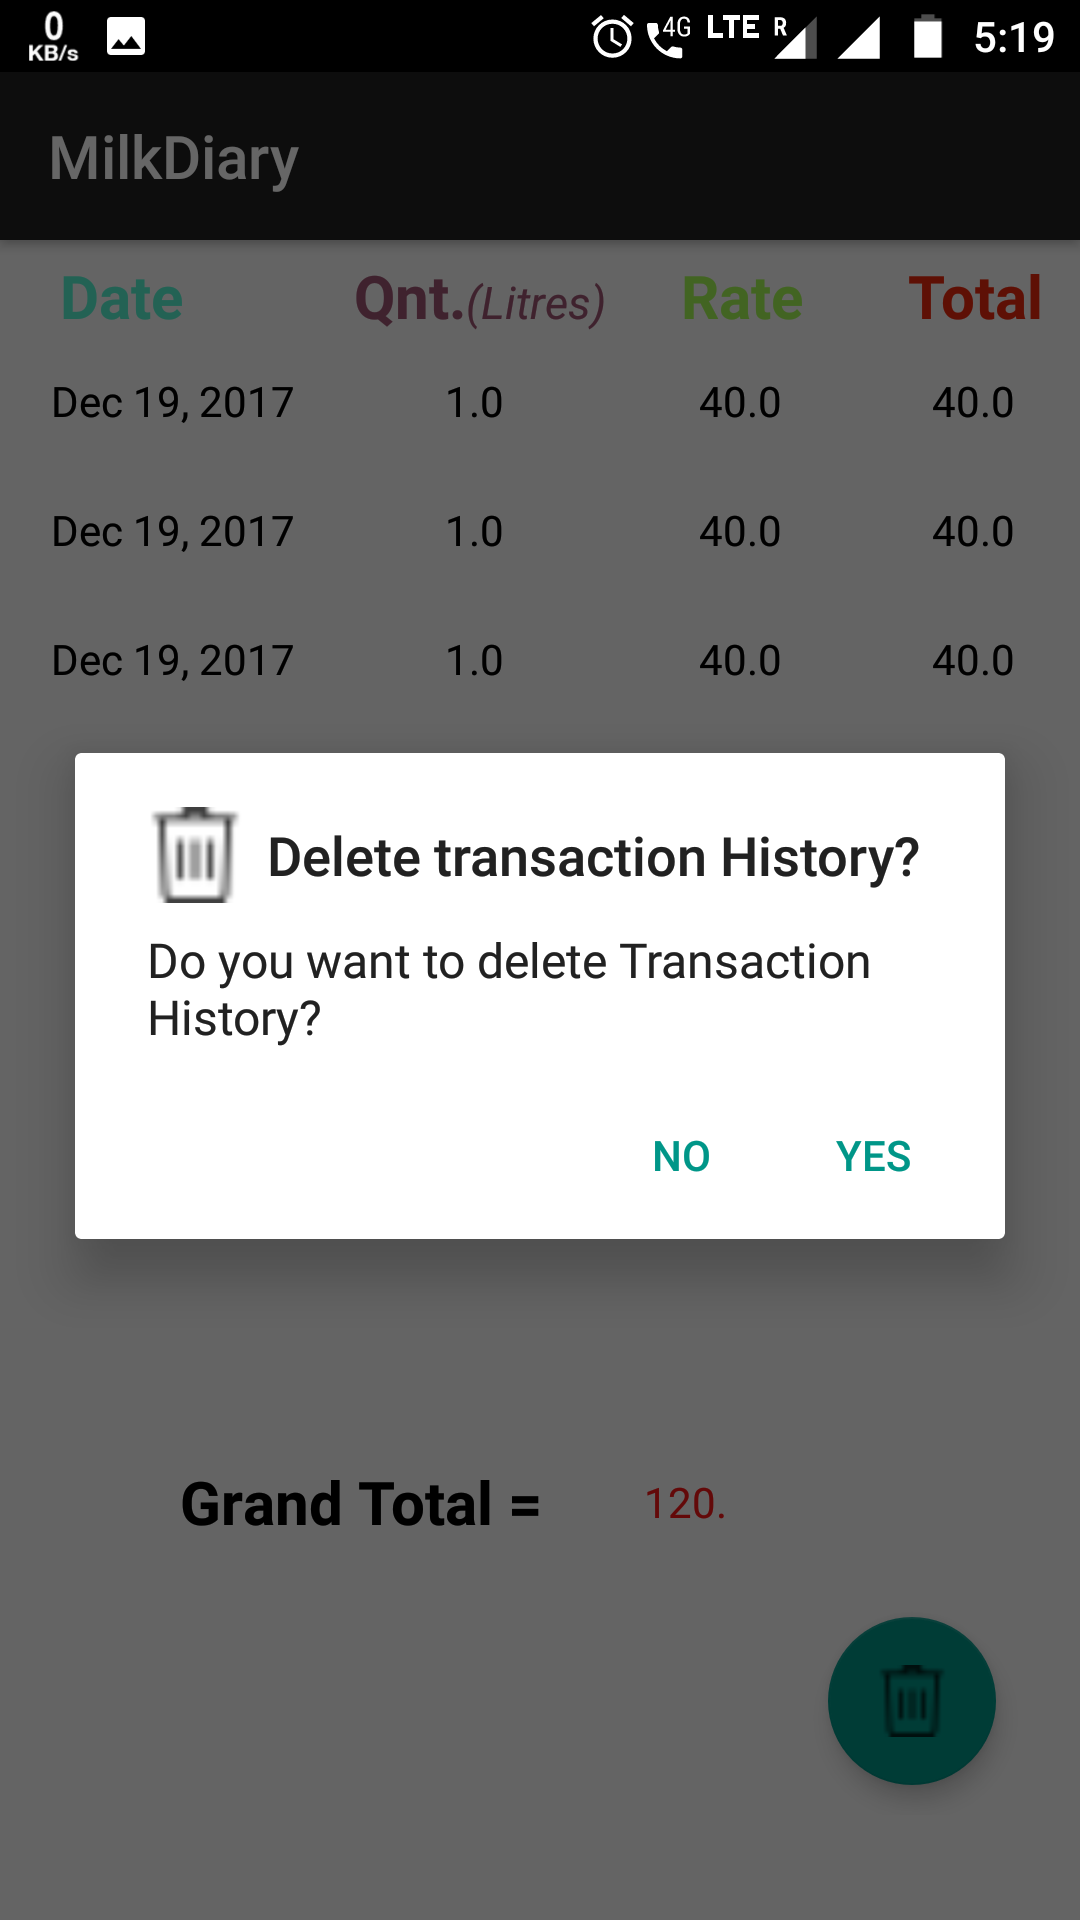 0
KB/s
4G LTE R 5:19
MilkDiary
Date Qnt.(Litres) Rate Total
Dec 19, 2017 1.0 40.0 40.0
Dec 19, 2017 1.0 40.0 40.0
Dec 19, 2017 1.0 40.0 40.0
Delete transaction History?
Do you want to delete Transaction
History?
NO YES
Grand Total = 120.